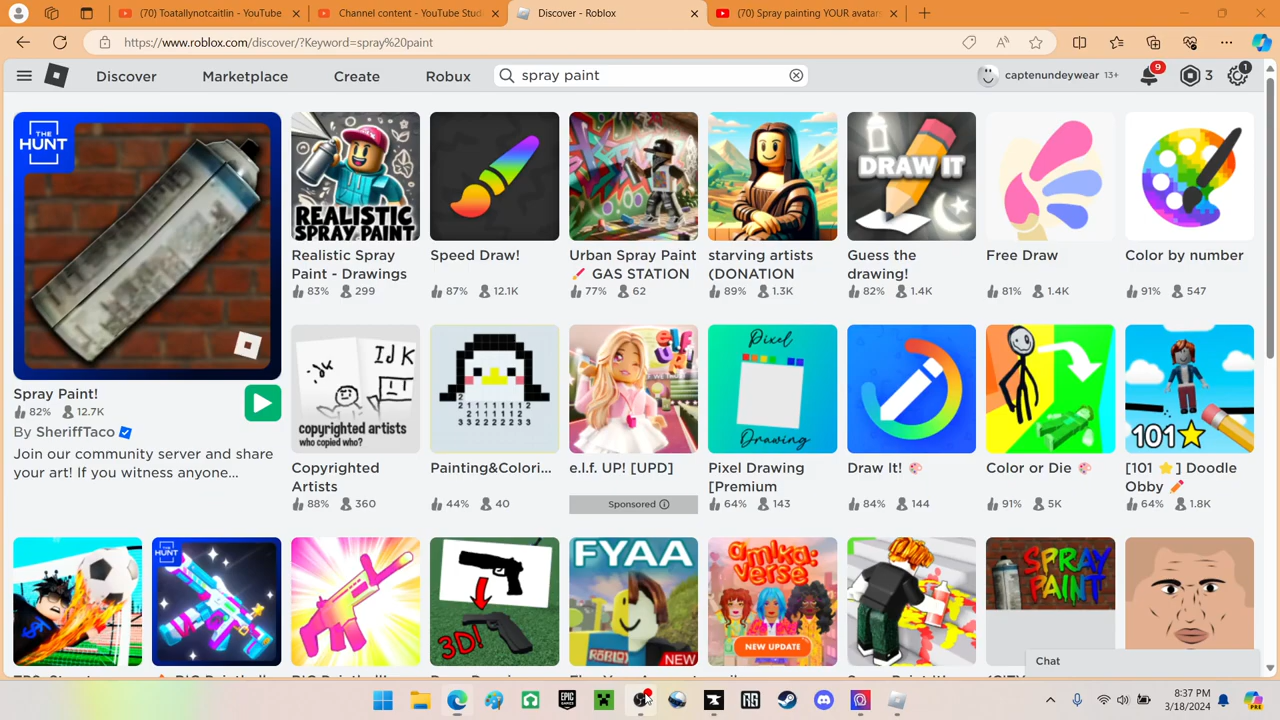 (70) Toatallynotcaitlin - YouTube
Channel content - YouTube Stud
Discover - Roblox
(70) Spray painting YOUR avatar
https://www.roblox.com/discover/?Keyword=spray%20paint
Discover
Marketplace
Create
Robux
spray paint
captenundeyewear 13+
9
3
1
THE HUNT
REALISTIC
SPRAY PAINT
DRAW IT
Spray Paint!
82% 12.7K
By SheriffTaco
Join our community server and share
your art! If you witness anyone...
Realistic Spray
Paint - Drawings
83% 299
Speed Draw!
87% 12.1K
Urban Spray Paint
🖌️ GAS STATION
77% 62
starving artists
(DONATION
89% 1.3K
Guess the
drawing!
82% 1.4K
Free Draw
81% 1.4K
Color by number
91% 547
IDK
copyrighted artists
who copied who?
elf up!
Pixel
Drawing
101
Copyrighted
Artists
88% 360
Painting&Colori...
44% 40
e.l.f. UP! [UPD]
Sponsored
Pixel Drawing
[Premium
64% 143
Draw It! 🎨
84% 144
Color or Die 🎨
91% 5K
[101 ⭐] Doodle
Obby 🖍️
64% 1.8K
THE HUNT
3D!
FYAA
ROBLOX
NEW
amika:
verse
NEW UPDATE
SPRAY
PAINT
Chat
8:37 PM
3/18/2024
PRE